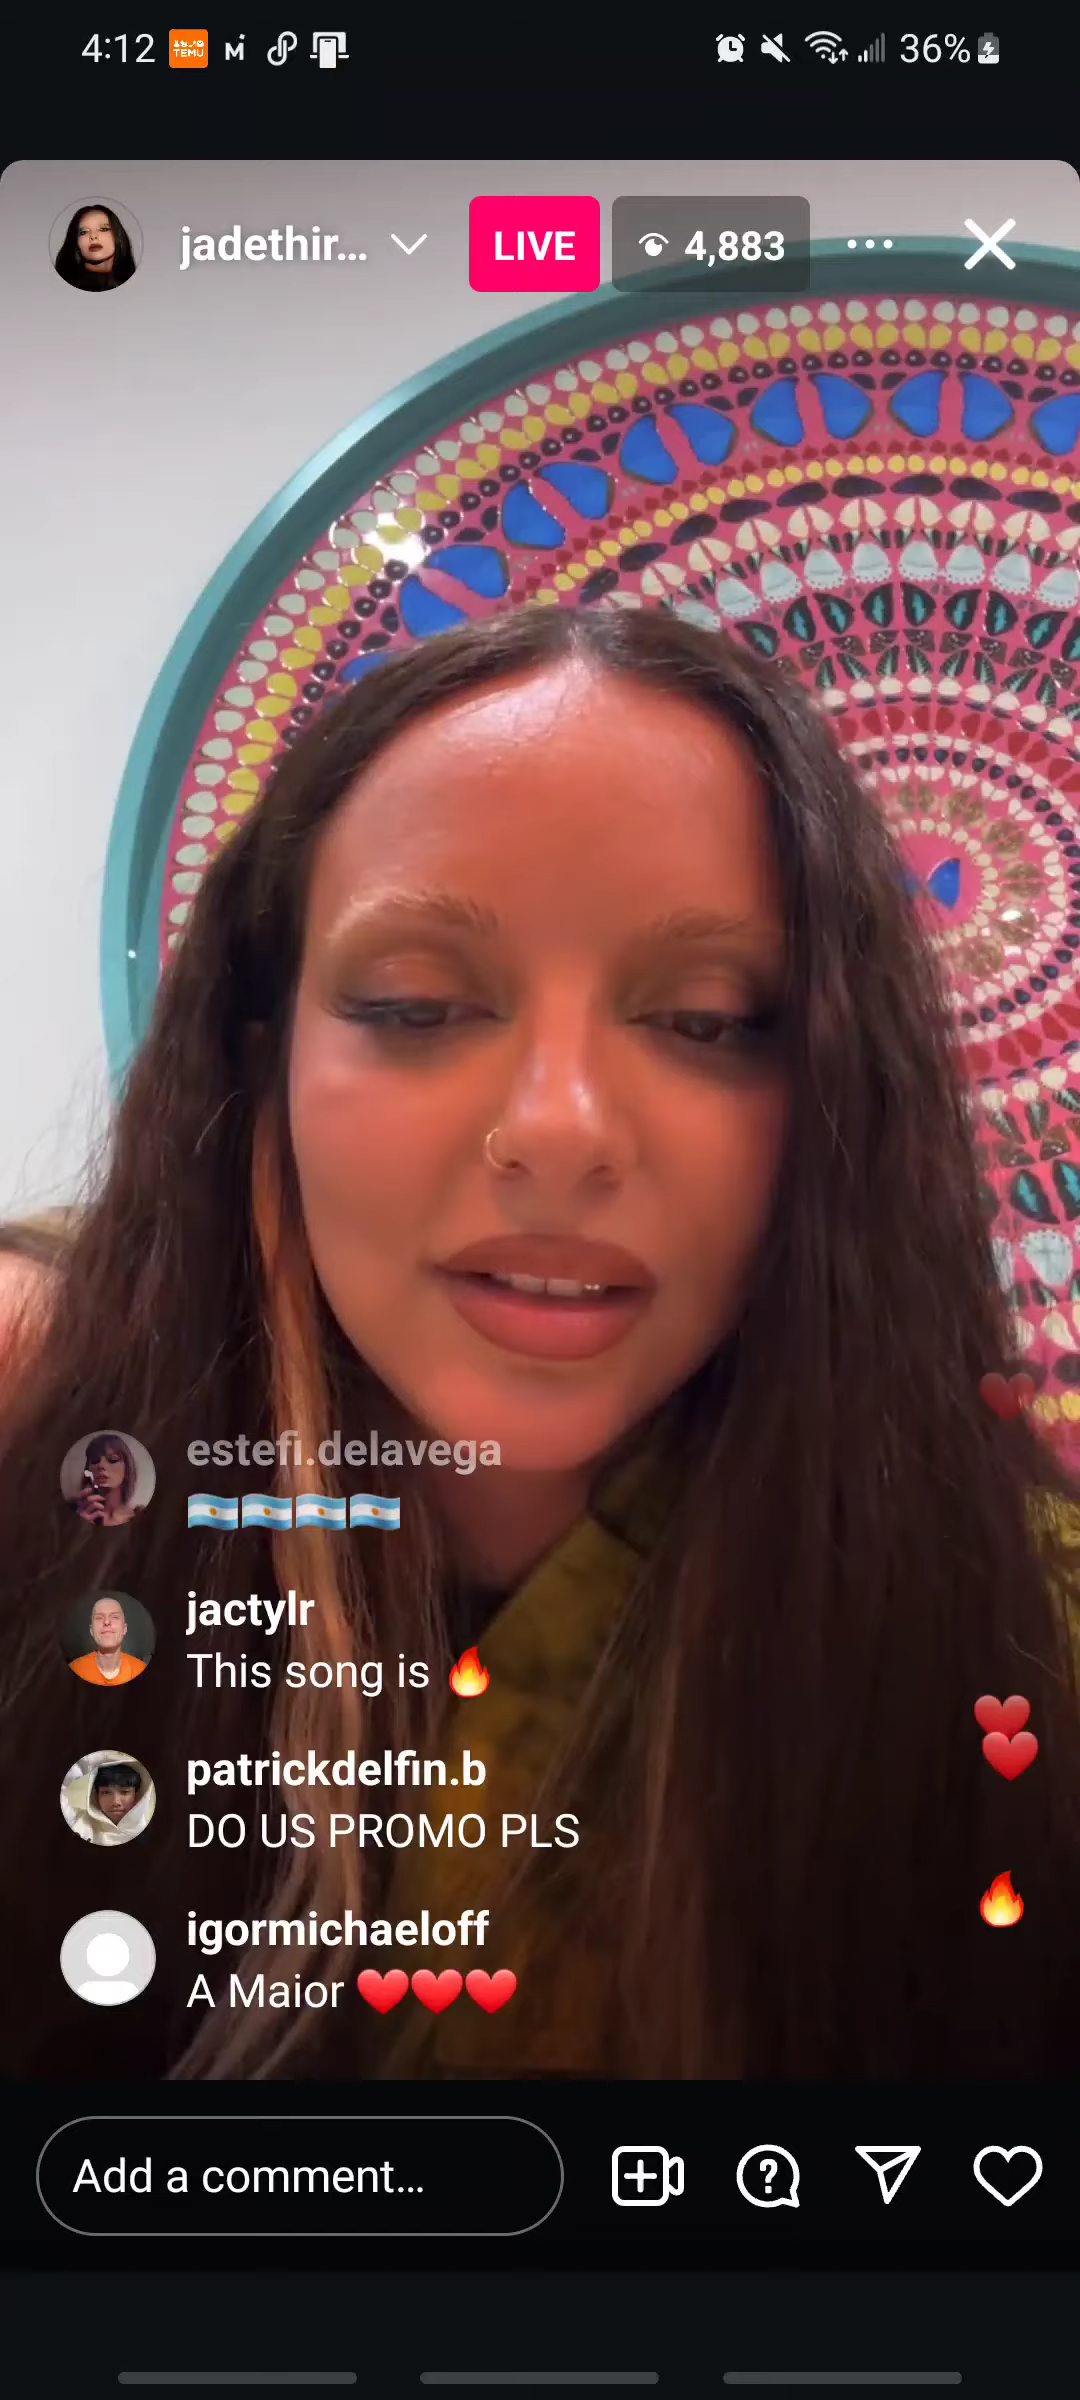 4:12 TEMU 36%
jadethir... LIVE 4,883
estefi.delavega
🇦🇷🇦🇷🇦🇷🇦🇷
jactylr
This song is 🔥
patrickdelfin.b
DO US PROMO PLS
igormichaeloff
A Maior ❤️❤️❤️
Add a comment...